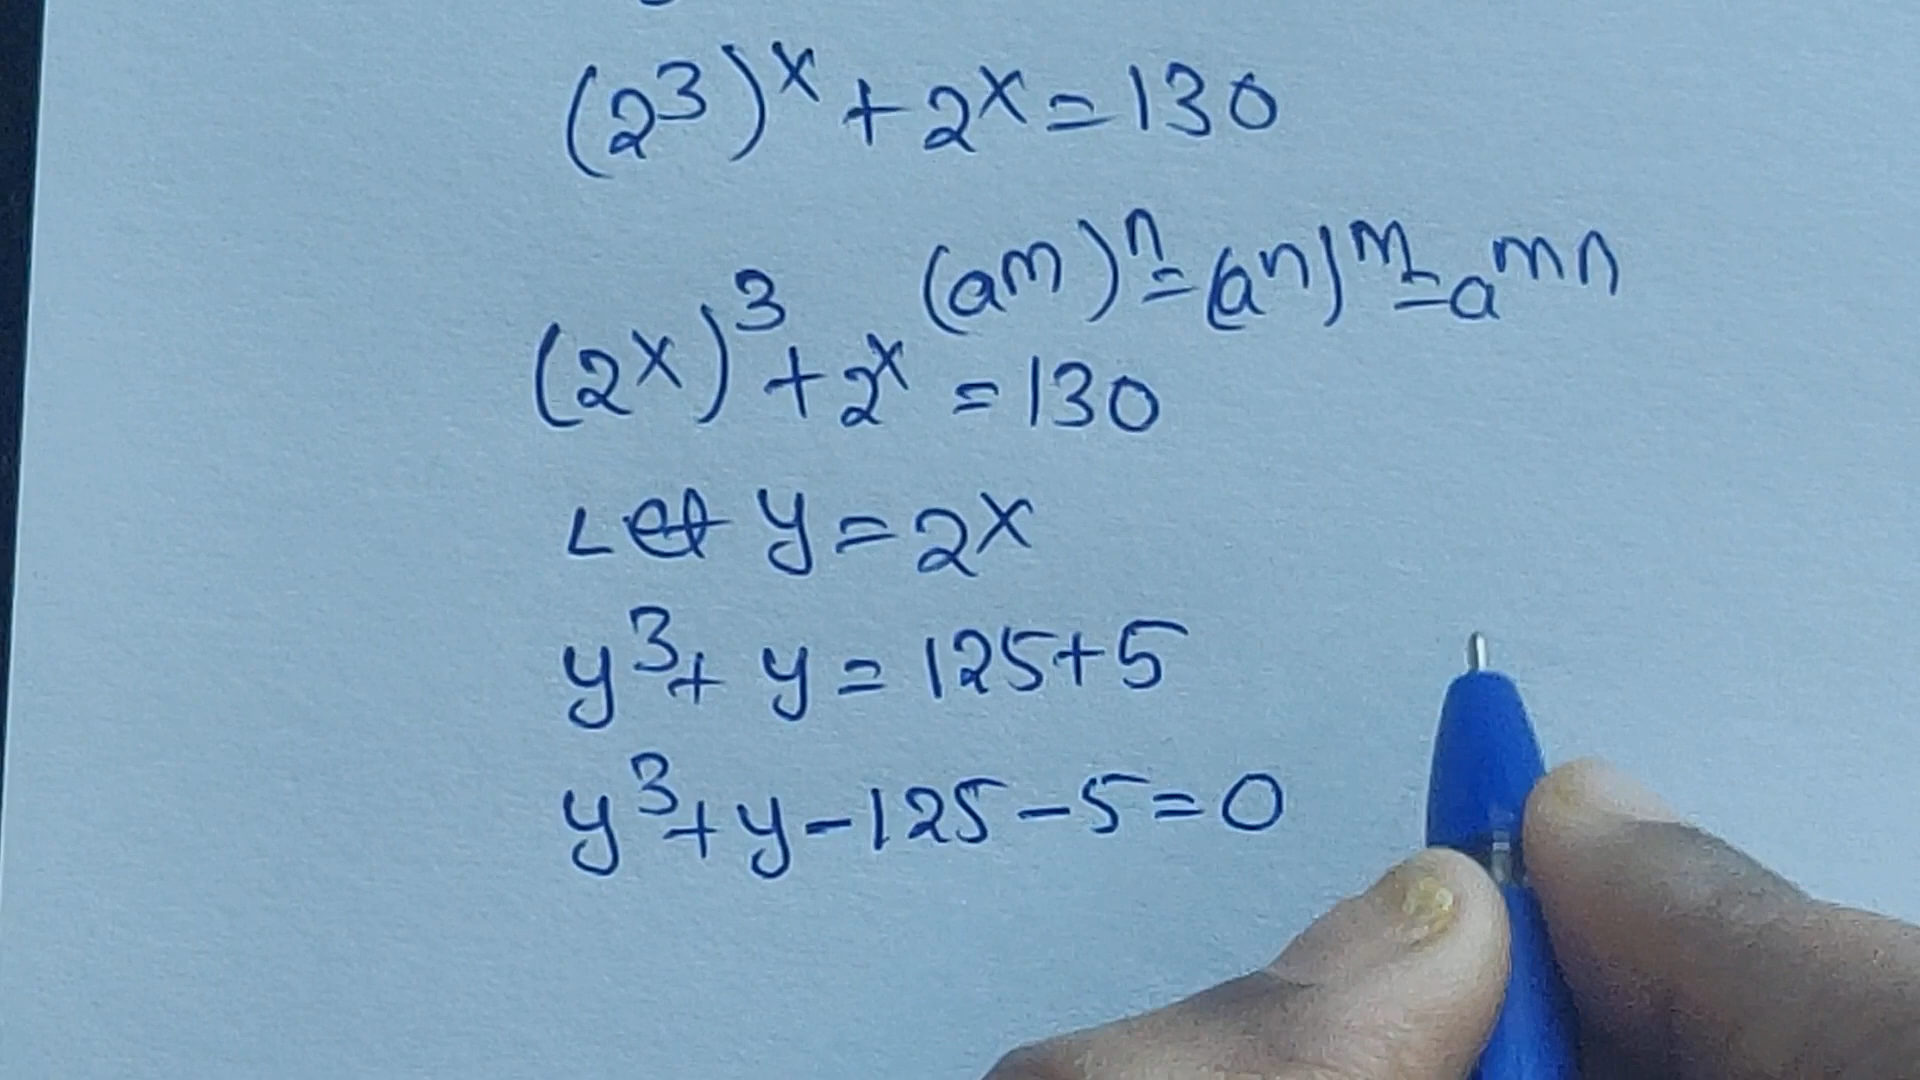 (2³)ˣ + 2ˣ = 130
(aᵐ)ⁿ = (aⁿ)ᵐ = aᵐⁿ
(2ˣ)³ + 2ˣ = 130
Let y = 2ˣ
y³ + y = 125 + 5
y³ + y - 125 - 5 = 0